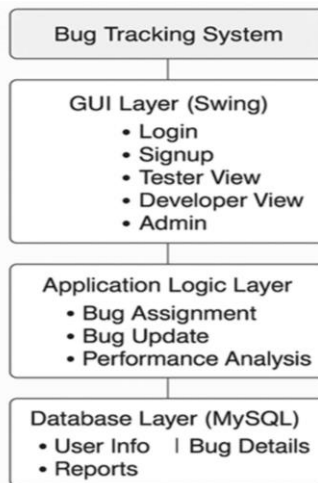 Bug Tracking System
GUI Layer (Swing)
• Login
• Signup
• Tester View
• Developer View
• Admin
Application Logic Layer
• Bug Assignment
• Bug Update
• Performance Analysis
Database Layer (MySQL)
• User Info | Bug Details
• Reports